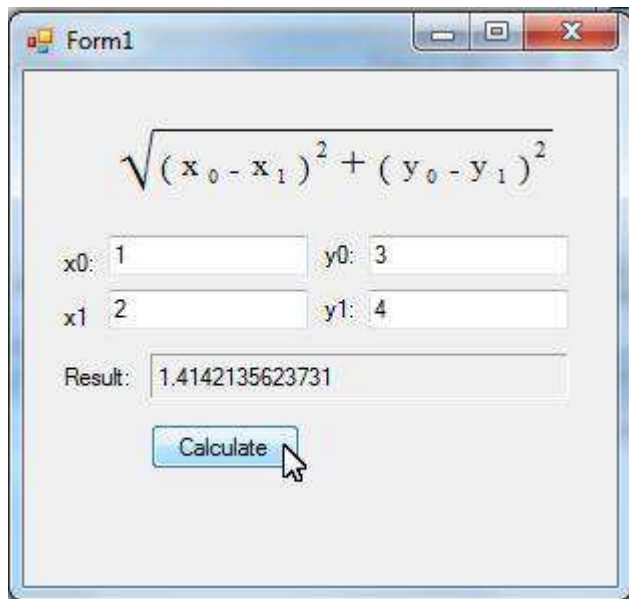 Form1
√( x₀ - x₁ )² + ( y₀ - y₁ )²
x0: 1 y0: 3
x1 2 y1: 4
Result: 1.4142135623731
Calculate